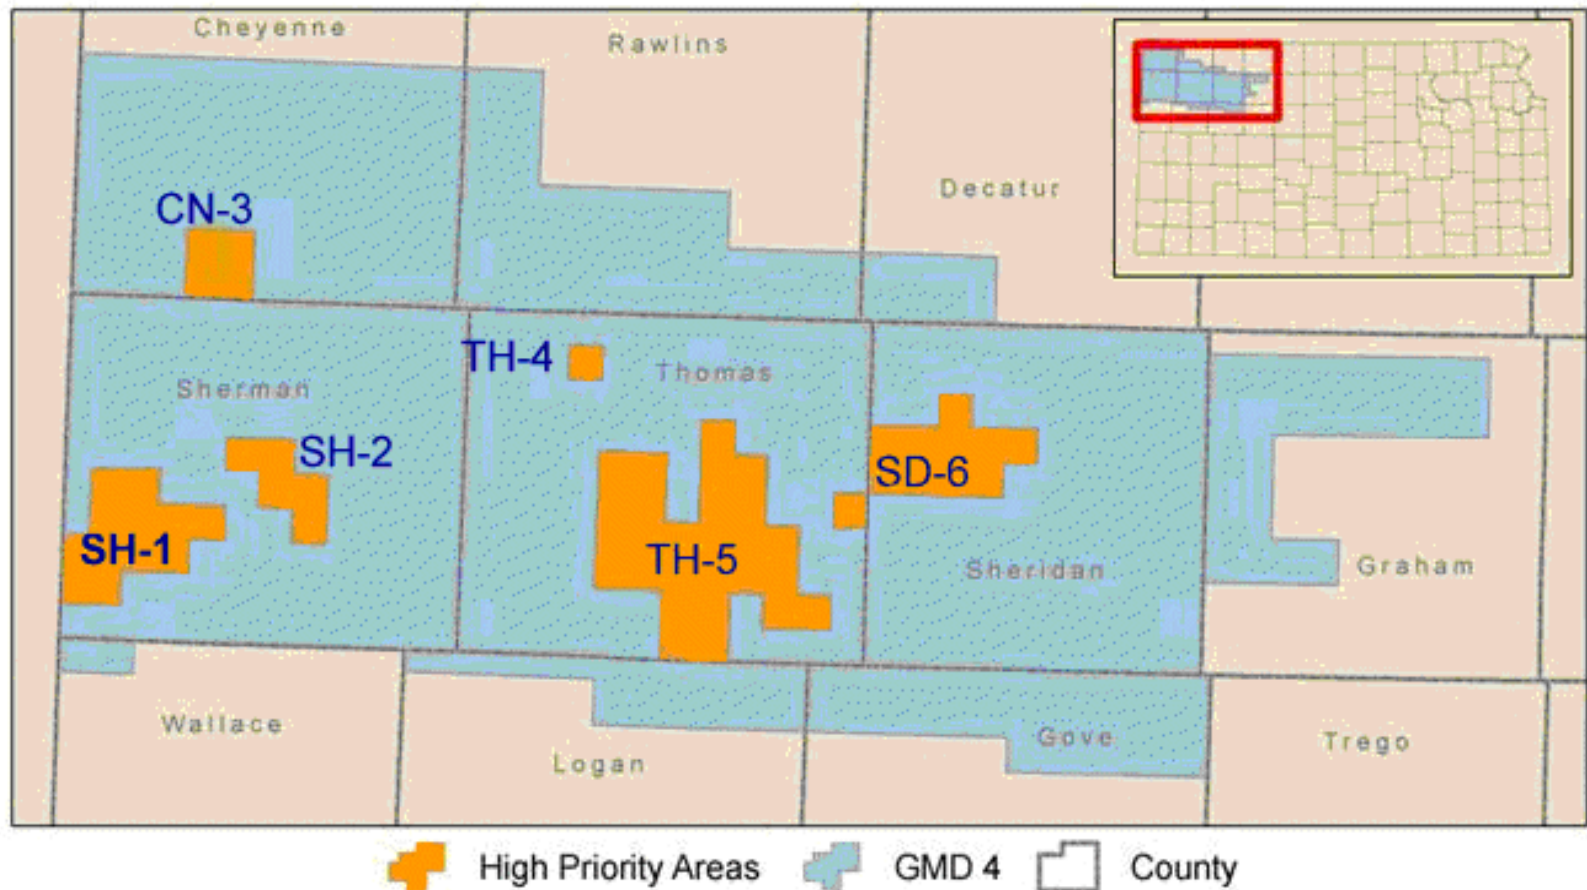 Cheyenne
Rawlins
Decatur
CN-3
TH-4
Thomas
Sherman
SH-2
SD-6
SH-1
TH-5
Sheridan
Graham
Wallace
Logan
Gove
Trego
High Priority Areas
GMD 4
County